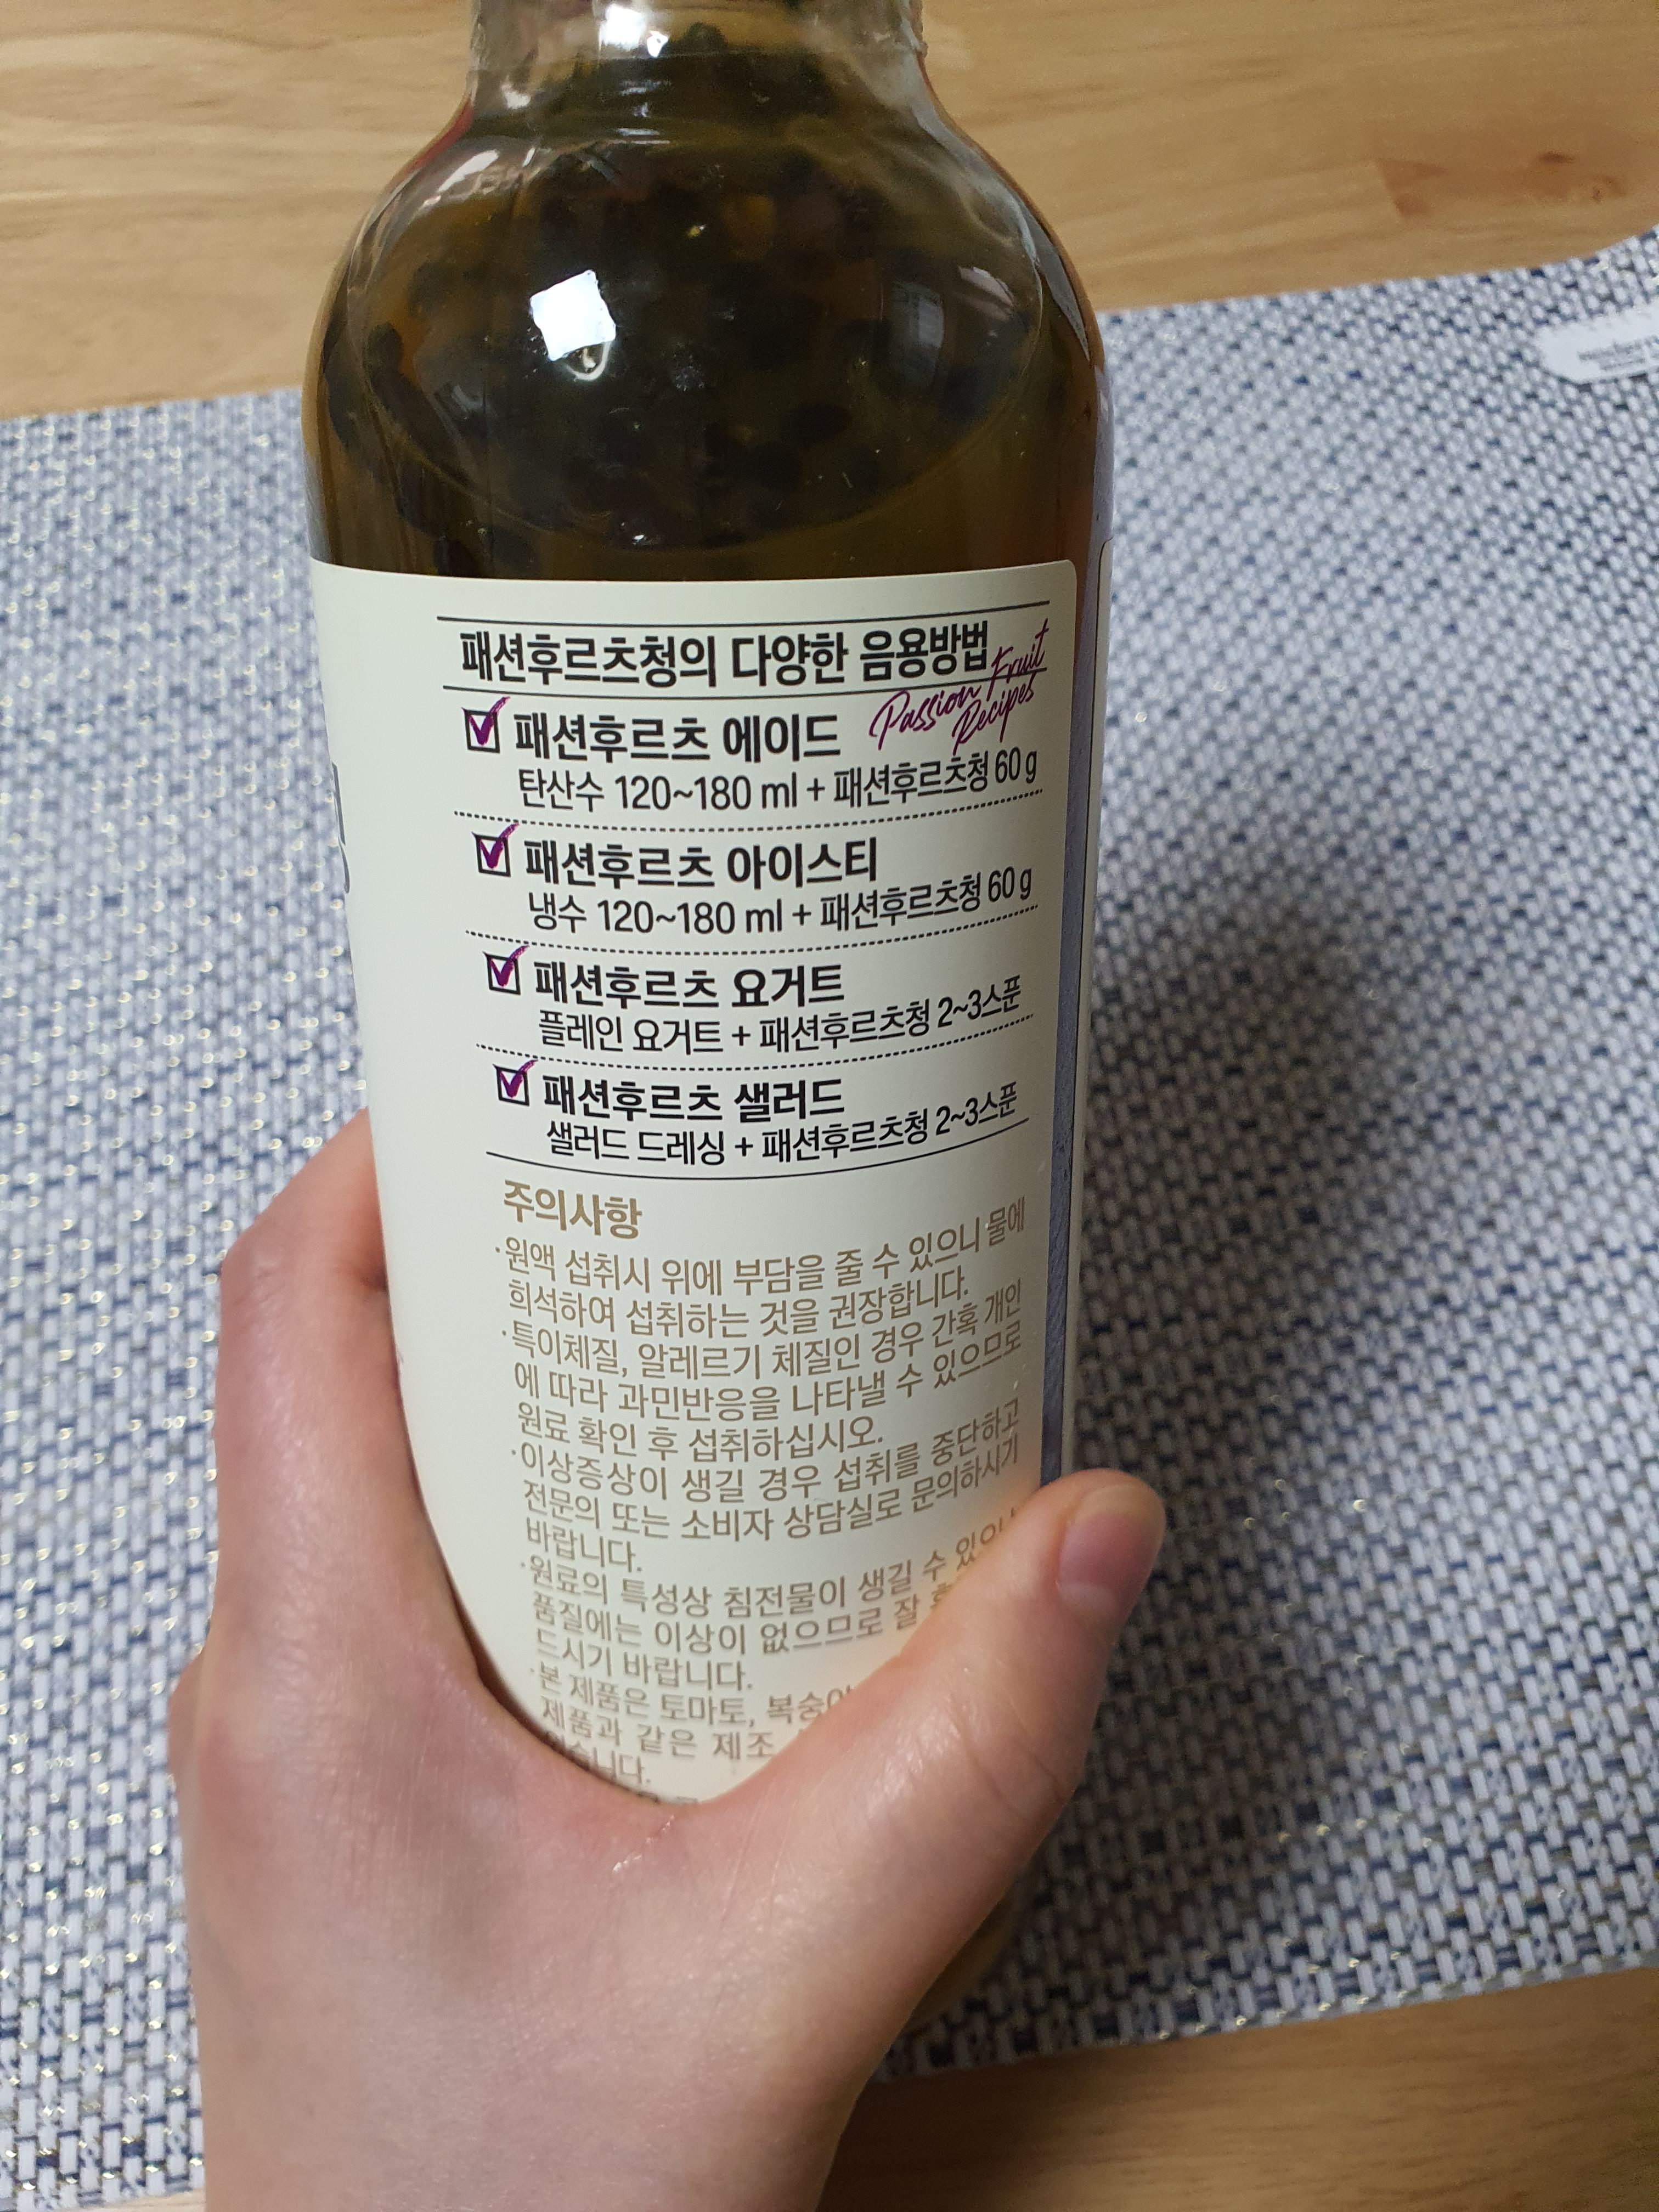 패션후르츠청의 다양한 음용방법
Passion Fruit
Recipes
패션후르츠 에이드
탄산수 120~180 ml + 패션후르츠청 60 g
패션후르츠 아이스티
냉수 120~180 ml + 패션후르츠청 60 g
패션후르츠 요거트
플레인 요거트 + 패션후르츠청 2~3스푼
패션후르츠 샐러드
샐러드 드레싱 + 패션후르츠청 2~3스푼
주의사항
·원액 섭취시 위에 부담을 줄 수 있으니 물에
희석하여 섭취하는 것을 권장합니다.
·특이체질, 알레르기 체질인 경우 간혹 개인
에 따라 과민반응을 나타낼 수 있으므로
원료 확인 후 섭취하십시오.
·이상증상이 생길 경우 섭취를 중단하고
전문의 또는 소비자 상담실로 문의하시기
바랍니다.
·원료의 특성상 침전물이 생길 수
품질에는 이상이 없으므로 잘
드시기 바랍니다.
·본 제품은 토마토,
제품과 같은 제조